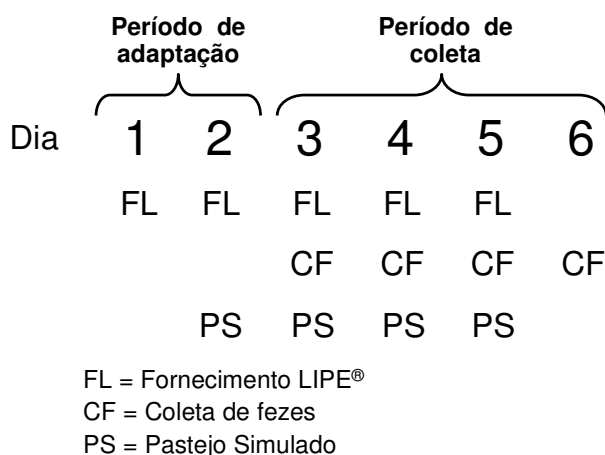 Período de adaptação Período de coleta
Dia 1 2 3 4 5 6
FL FL FL FL FL
CF CF CF CF
PS PS PS PS
FL = Fornecimento LIPE®
CF = Coleta de fezes
PS = Pastejo Simulado